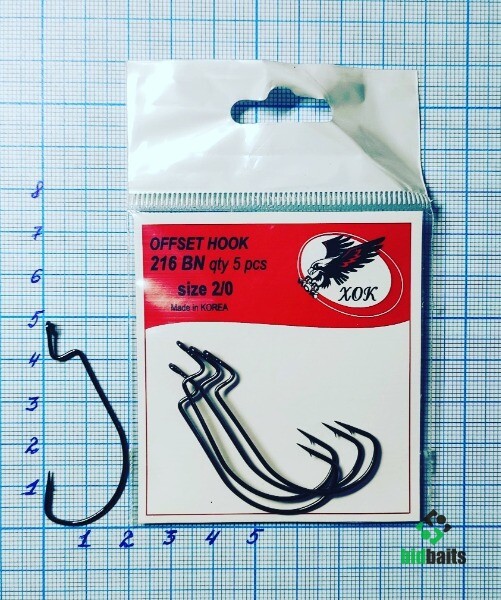 OFFSET HOOK
216 BN qty 5 pcs
size 2/0
Made in KOREA
ХОК
8
7
6
5
4
3
2
1
1 2 3 4 5
bidbaits